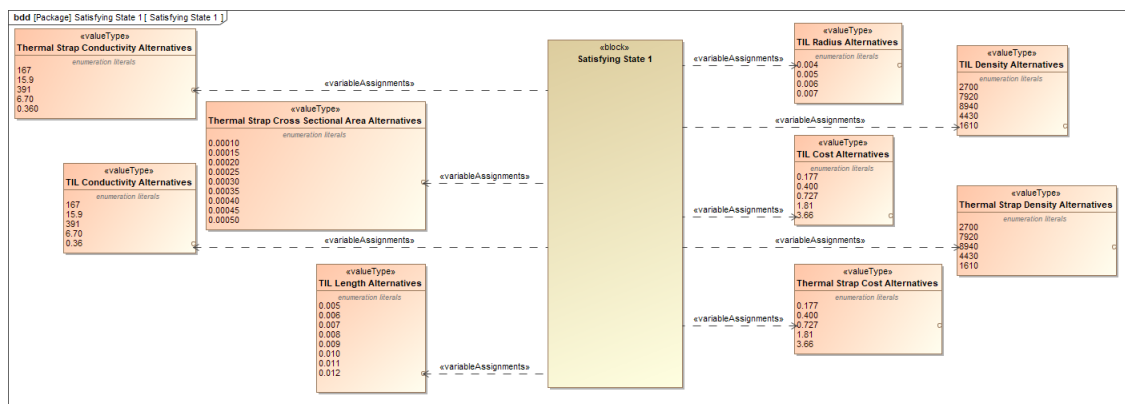 bdd [Package] Satisfying State 1 [ Satisfying State 1 ]
«valueType»
Thermal Strap Conductivity Alternatives
enumeration literals
167
15.9
391
6.70
0.360
«variableAssignments»
«valueType»
Thermal Strap Cross Sectional Area Alternatives
enumeration literals
0.00010
0.00015
0.00020
0.00025
0.00030
0.00035
0.00040
0.00045
0.00050
«variableAssignments»
«valueType»
TIL Conductivity Alternatives
enumeration literals
167
15.9
391
6.70
0.36
«variableAssignments»
«valueType»
TIL Length Alternatives
enumeration literals
0.005
0.006
0.007
0.008
0.009
0.010
0.011
0.012
«variableAssignments»
«block»
Satisfying State 1
«variableAssignments»
«valueType»
TIL Radius Alternatives
enumeration literals
0.004
0.005
0.006
0.007
«variableAssignments»
«valueType»
TIL Density Alternatives
enumeration literals
2700
7920
8940
4430
1610
«variableAssignments»
«valueType»
TIL Cost Alternatives
enumeration literals
0.177
0.400
0.727
1.81
3.66
«variableAssignments»
«valueType»
Thermal Strap Density Alternatives
enumeration literals
2700
7920
8940
4430
1610
«variableAssignments»
«valueType»
Thermal Strap Cost Alternatives
enumeration literals
0.177
0.400
0.727
1.81
3.66